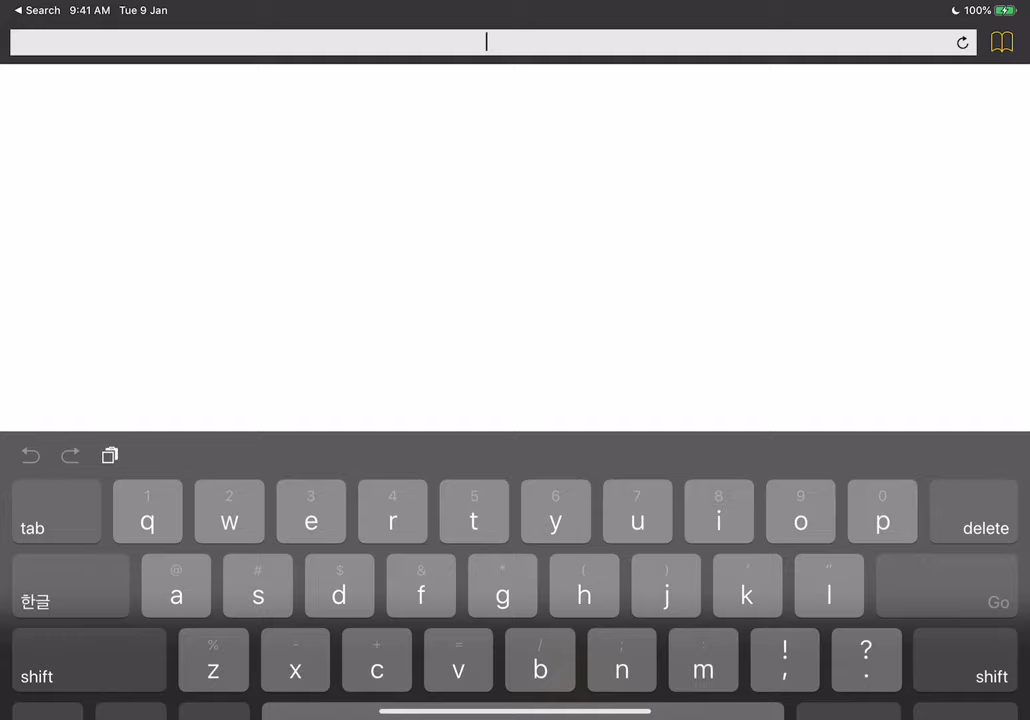 ◀ Search 9:41 AM Tue 9 Jan 100%
1 2 3 4 5 6 7 8 9 0
tab q w e r t y u i o p delete
@ # $ & * ( ) ' "
한글 a s d f g h j k l Go
% - + = / ; : ! ?
shift z x c v b n m , . shift